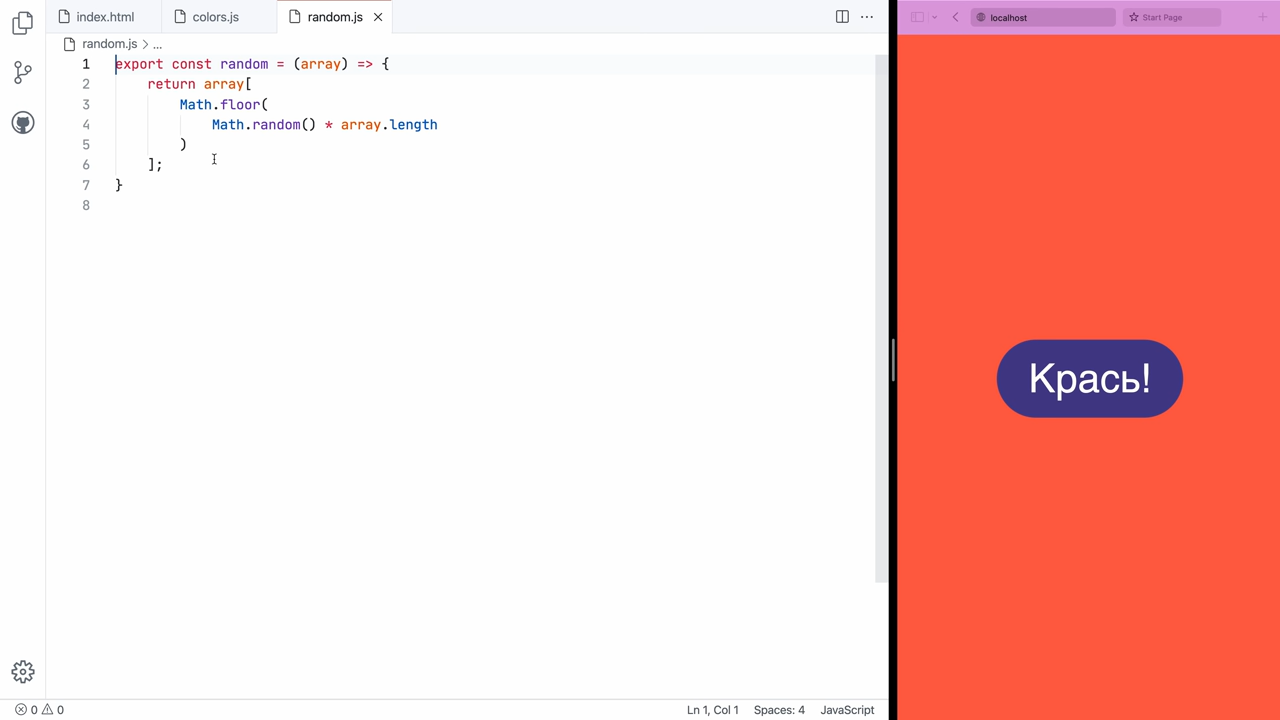 index.html
colors.js
random.js
random.js > ...
1 export const random = (array) => {
2 return array[
3 Math.floor(
4 Math.random() * array.length
5 )
6 ];
7 }
8
0 0
Ln 1, Col 1
Spaces: 4
JavaScript
localhost
Start Page
Крась!